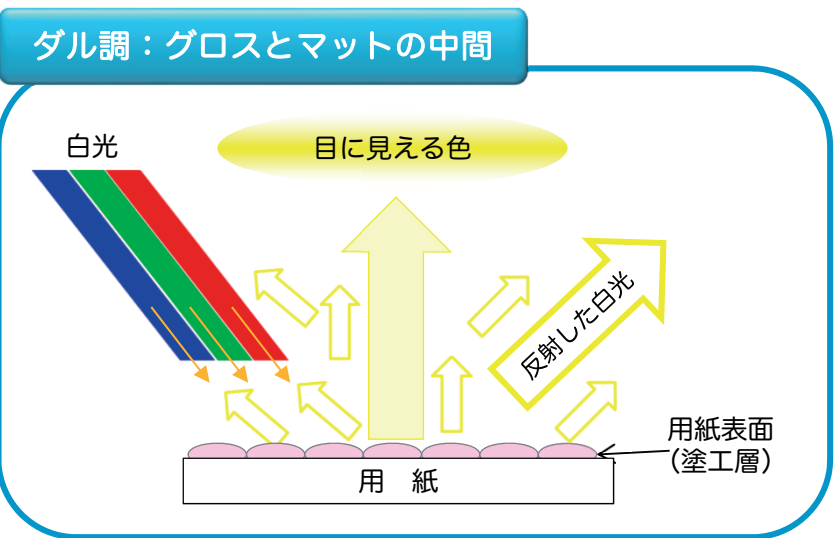 ダル調：グロスとマットの中間
白光
目に見える色
反射した白光
用紙表面
(塗工層)
用　紙